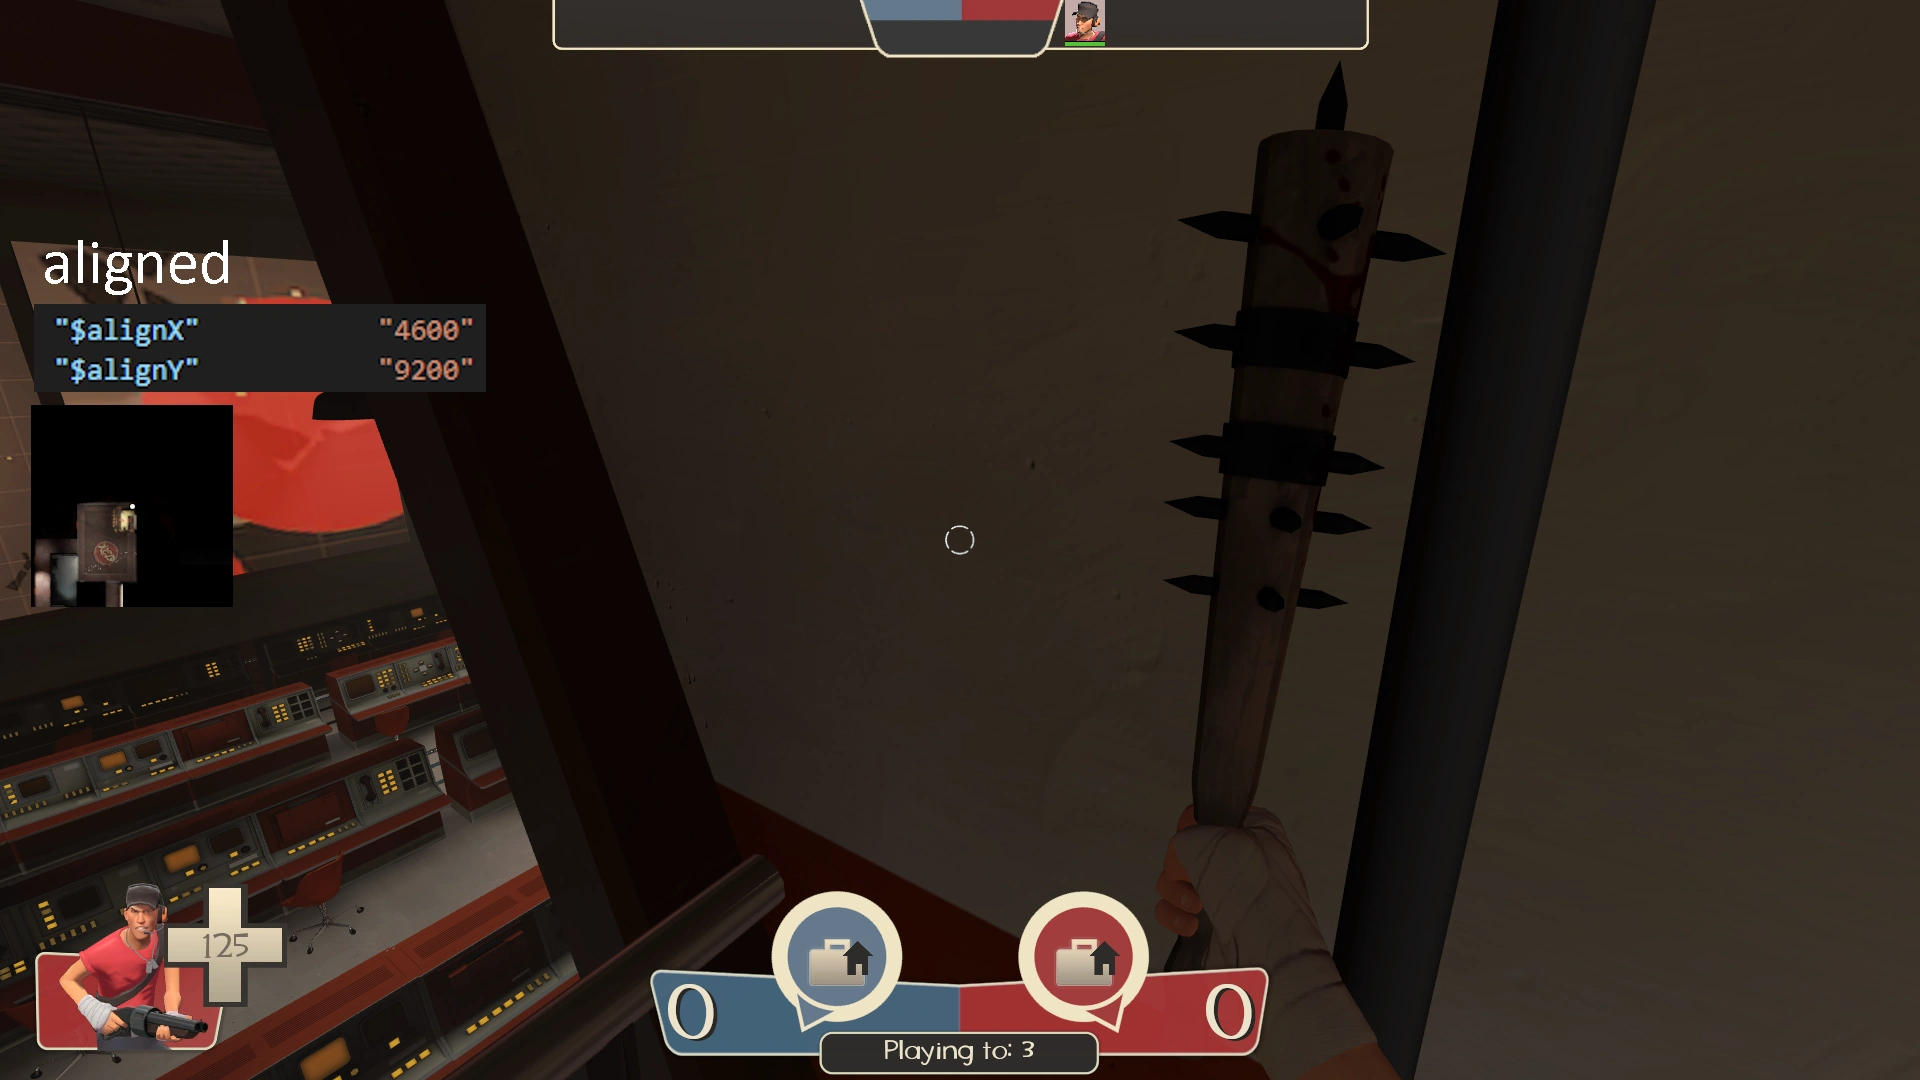 aligned
"$alignX" "4600"
"$alignY" "9200"
125
0 0
Playing to: 3